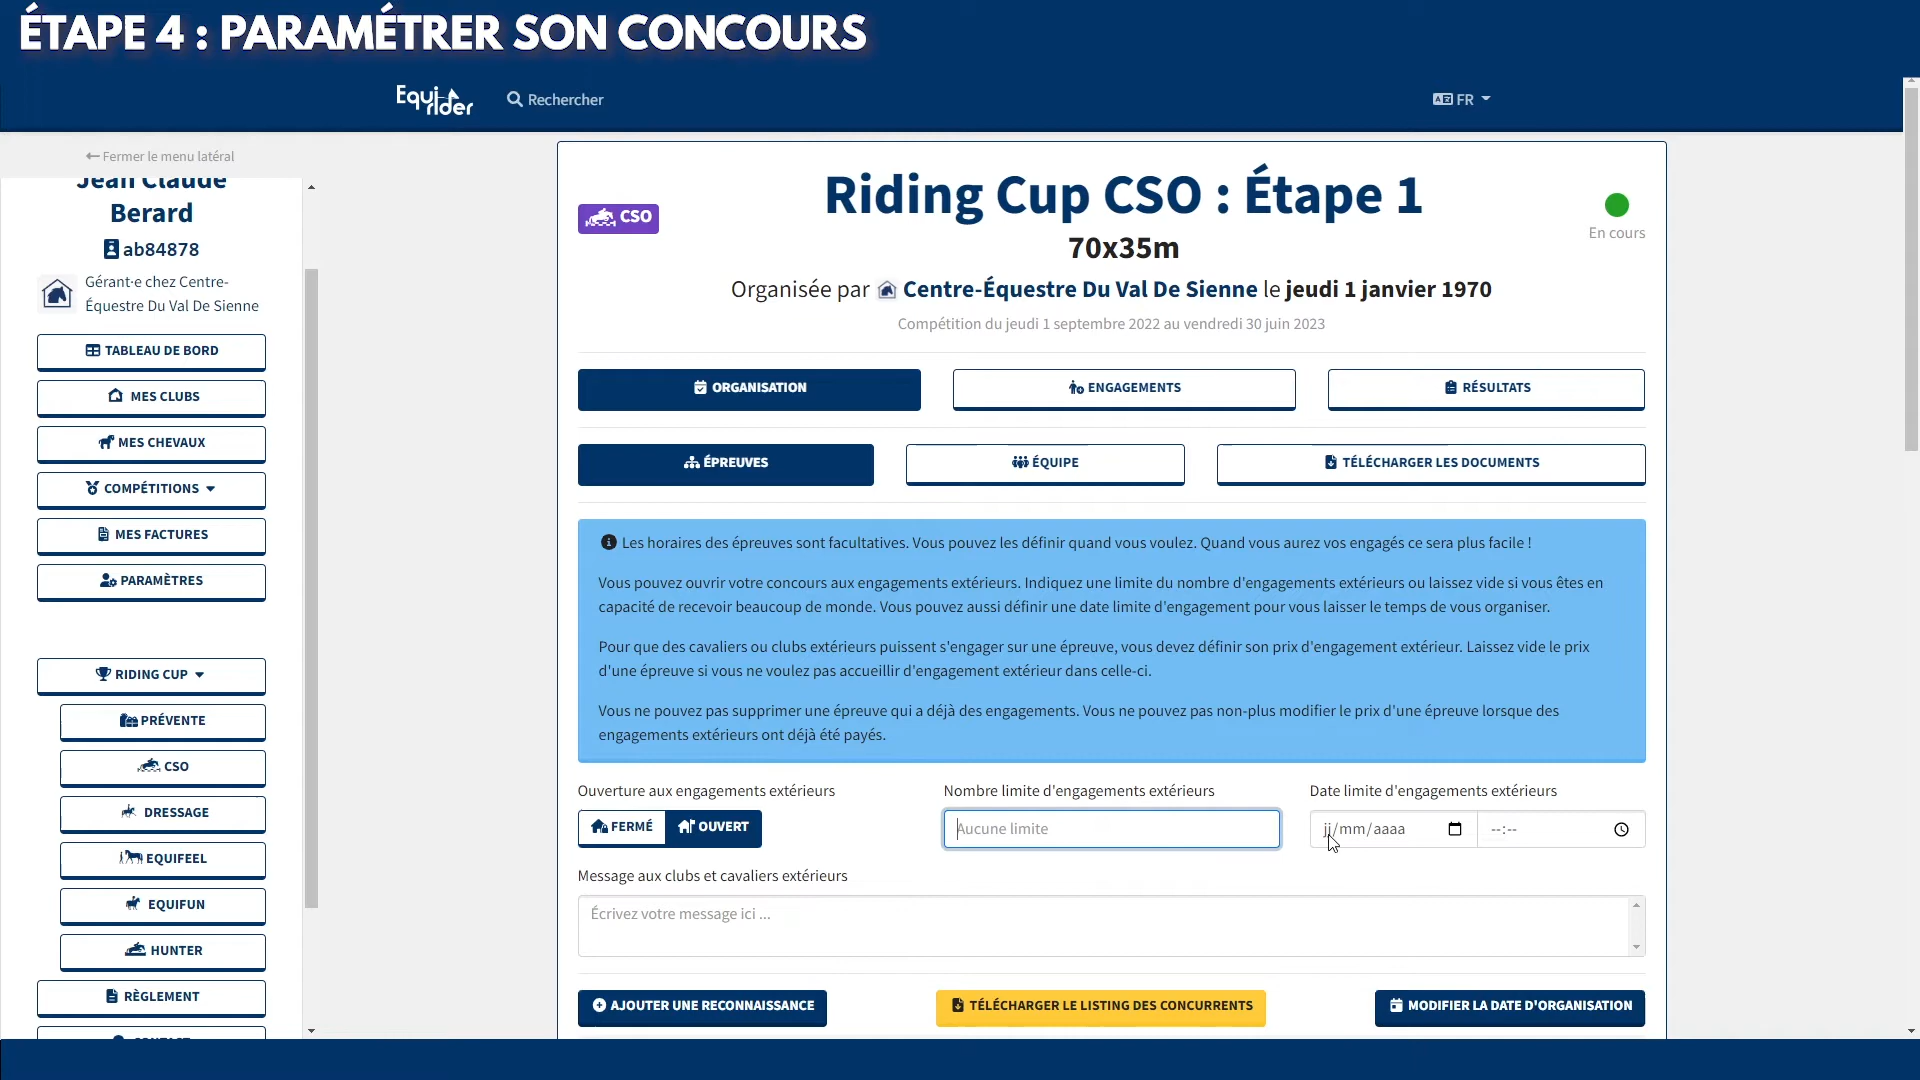 ÉTAPE 4 : PARAMÉTRER SON CONCOURS
Equirider
Rechercher
FR
Fermer le menu latéral
Jean Claude
Berard
ab84878
Gérant·e chez Centre-
Équestre Du Val De Sienne
TABLEAU DE BORD
MES CLUBS
MES CHEVAUX
COMPÉTITIONS
MES FACTURES
PARAMÈTRES
RIDING CUP
PRÉVENTE
CSO
DRESSAGE
EQUIFEEL
EQUIFUN
HUNTER
RÈGLEMENT
CONTACT
CSO
Riding Cup CSO : Étape 1
70x35m
En cours
Organisée par Centre-Équestre Du Val De Sienne le jeudi 1 janvier 1970
Compétition du jeudi 1 septembre 2022 au vendredi 30 juin 2023
ORGANISATION
ENGAGEMENTS
RÉSULTATS
ÉPREUVES
ÉQUIPE
TÉLÉCHARGER LES DOCUMENTS
Les horaires des épreuves sont facultatives. Vous pouvez les définir quand vous voulez. Quand vous aurez vos engagés ce sera plus facile !
Vous pouvez ouvrir votre concours aux engagements extérieurs. Indiquez une limite du nombre d'engagements extérieurs ou laissez vide si vous êtes en
capacité de recevoir beaucoup de monde. Vous pouvez aussi définir une date limite d'engagement pour vous laisser le temps de vous organiser.
Pour que des cavaliers ou clubs extérieurs puissent s'engager sur une épreuve, vous devez définir son prix d'engagement extérieur. Laissez vide le prix
d'une épreuve si vous ne voulez pas accueillir d'engagement extérieur dans celle-ci.
Vous ne pouvez pas supprimer une épreuve qui a déjà des engagements. Vous ne pouvez pas non-plus modifier le prix d'une épreuve lorsque des
engagements extérieurs ont déjà été payés.
Ouverture aux engagements extérieurs
Nombre limite d'engagements extérieurs
Date limite d'engagements extérieurs
FERMÉ
OUVERT
Aucune limite
jj/mm/aaaa
--:--
Message aux clubs et cavaliers extérieurs
Écrivez votre message ici ...
AJOUTER UNE RECONNAISSANCE
TÉLÉCHARGER LE LISTING DES CONCURRENTS
MODIFIER LA DATE D'ORGANISATION